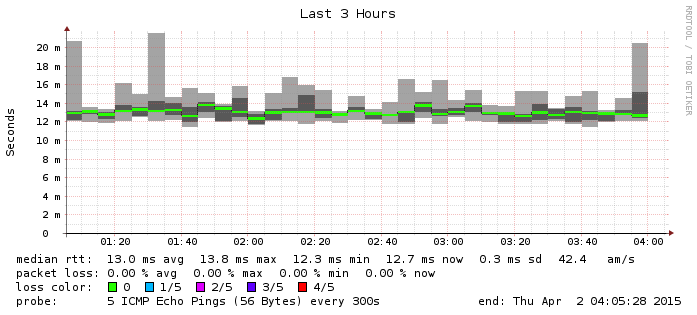 Last 3 Hours
RRDTOOL / TOBI OETIKER
Seconds
20 m
18 m
16 m
14 m
12 m
10 m
8 m
6 m
4 m
2 m
0
01:20 01:40 02:00 02:20 02:40 03:00 03:20 03:40 04:00
median rtt: 13.0 ms avg 13.8 ms max 12.3 ms min 12.7 ms now 0.3 ms sd 42.4 am/s
packet loss: 0.00 % avg 0.00 % max 0.00 % min 0.00 % now
loss color: 0 1/5 2/5 3/5 4/5
probe: 5 ICMP Echo Pings (56 Bytes) every 300s end: Thu Apr 2 04:05:28 2015